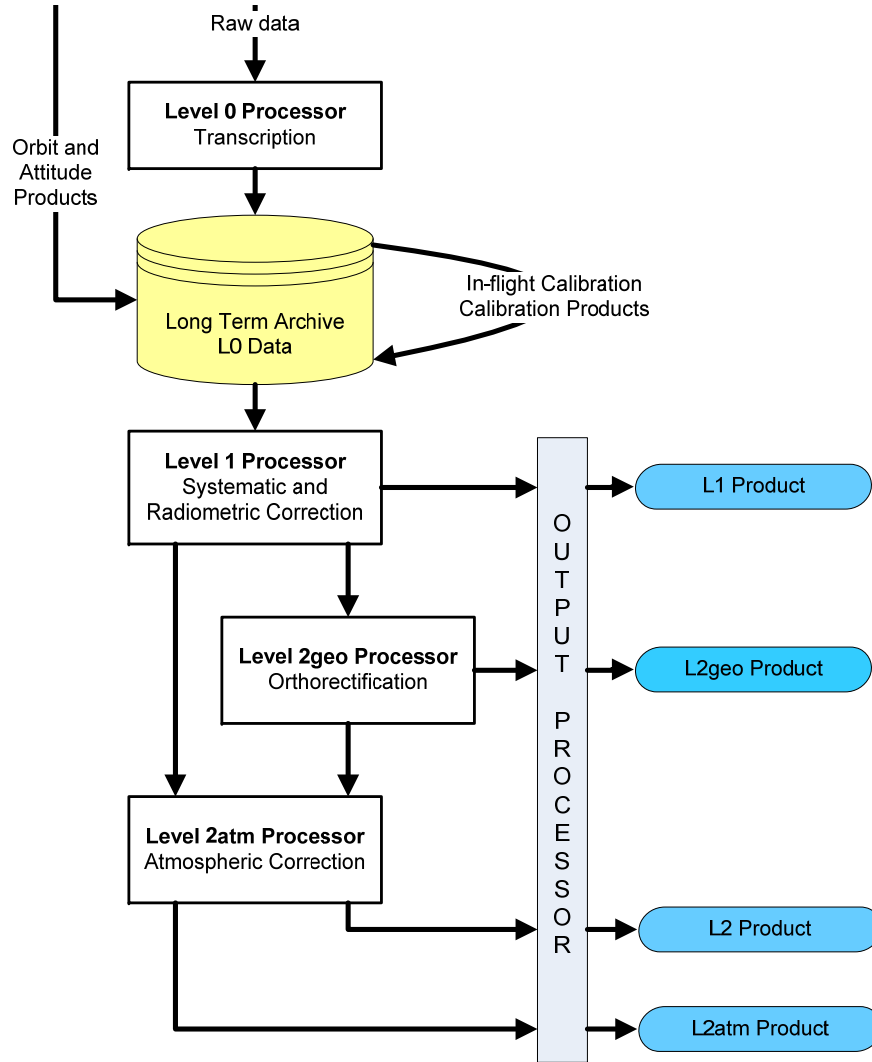 Raw data
Level 0 Processor
Transcription
Orbit and
Attitude
Products
In-flight Calibration
Calibration Products
Long Term Archive
L0 Data
Level 1 Processor
Systematic and
Radiometric Correction
L1 Product
OUTPUT PROCESSOR
Level 2geo Processor
Orthorectification
L2geo Product
Level 2atm Processor
Atmospheric Correction
L2 Product
L2atm Product